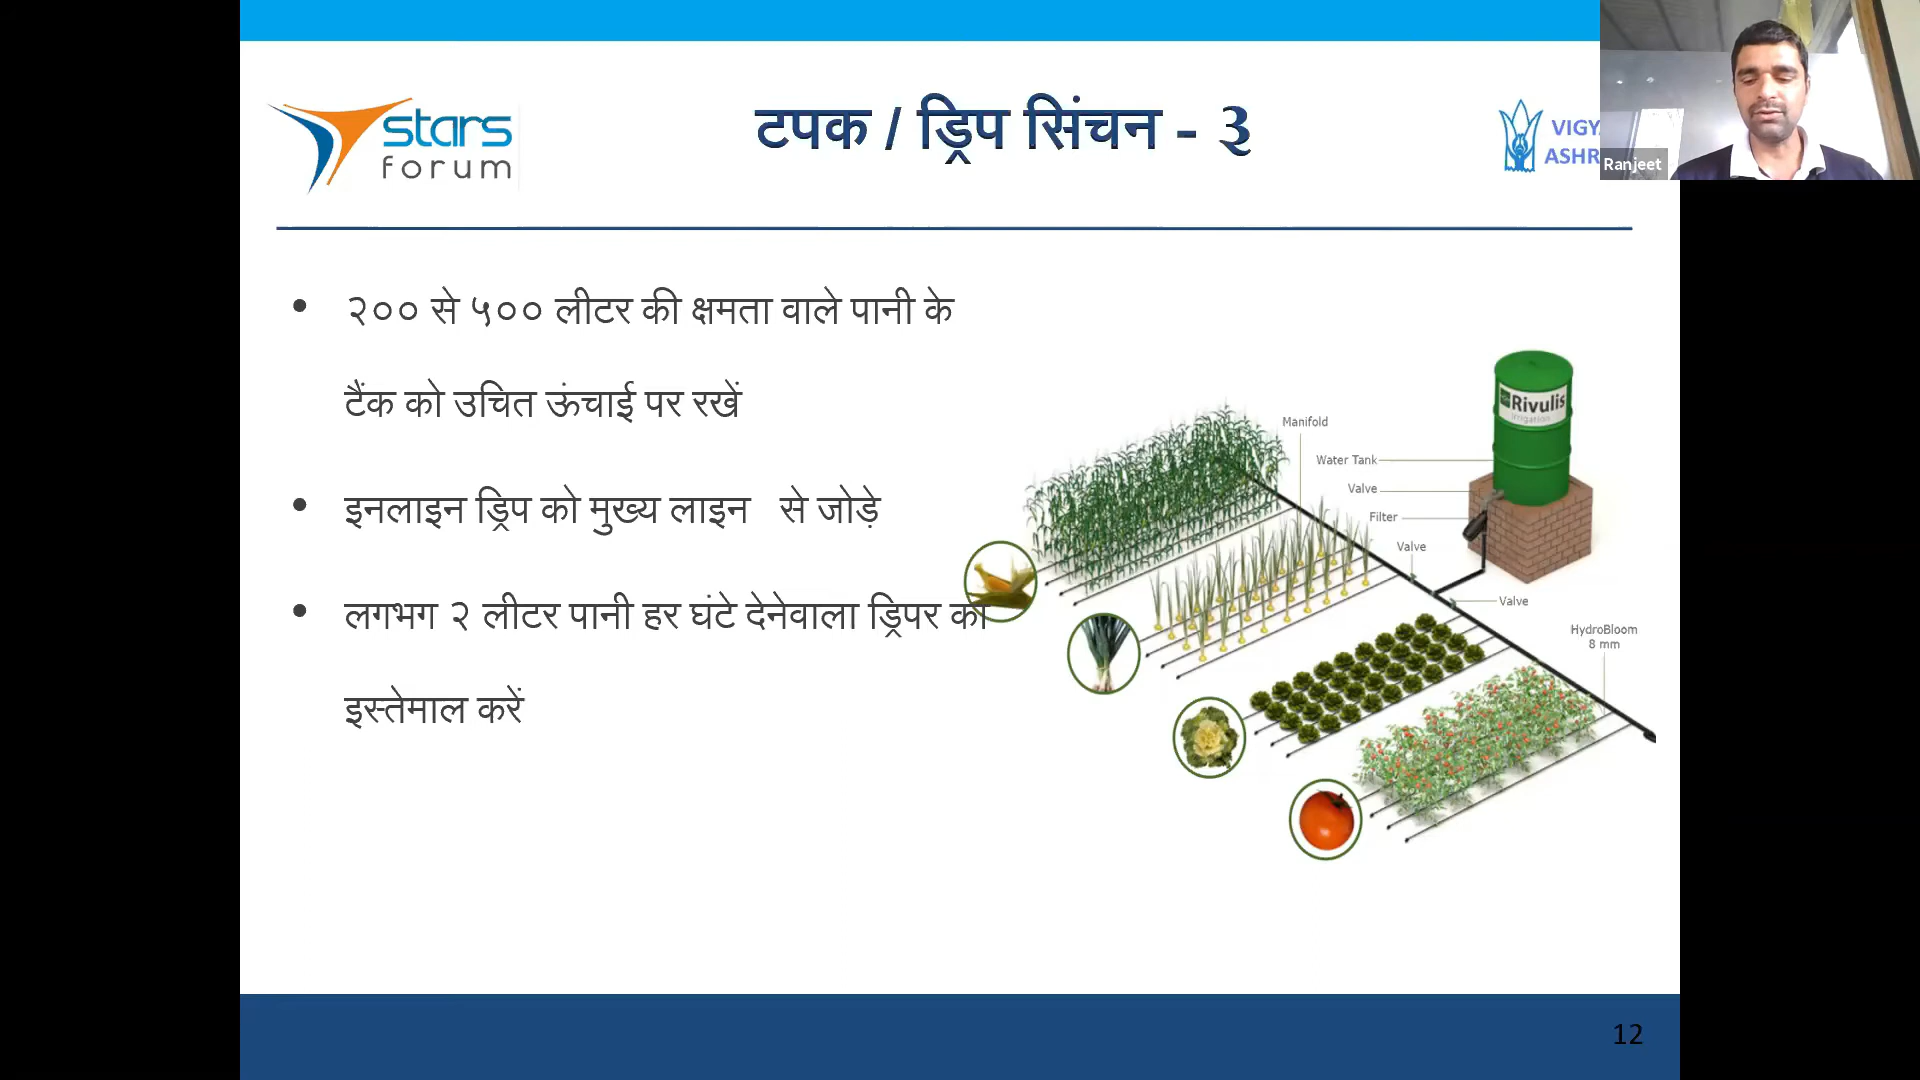 stars
forum
टपक / ड्रिप सिंचन - ३
VIGY
ASHR
Ranjeet
• २०० से ५०० लीटर की क्षमता वाले पानी के
टैंक को उचित ऊंचाई पर रखें
• इनलाइन ड्रिप को मुख्य लाइन से जोड़े
• लगभग २ लीटर पानी हर घंटे देनेवाला ड्रिपर का
इस्तेमाल करें
Rivulis
irrigation
Manifold
Water Tank
Valve
Filter
Valve
Valve
HydroBloom
8 mm
12